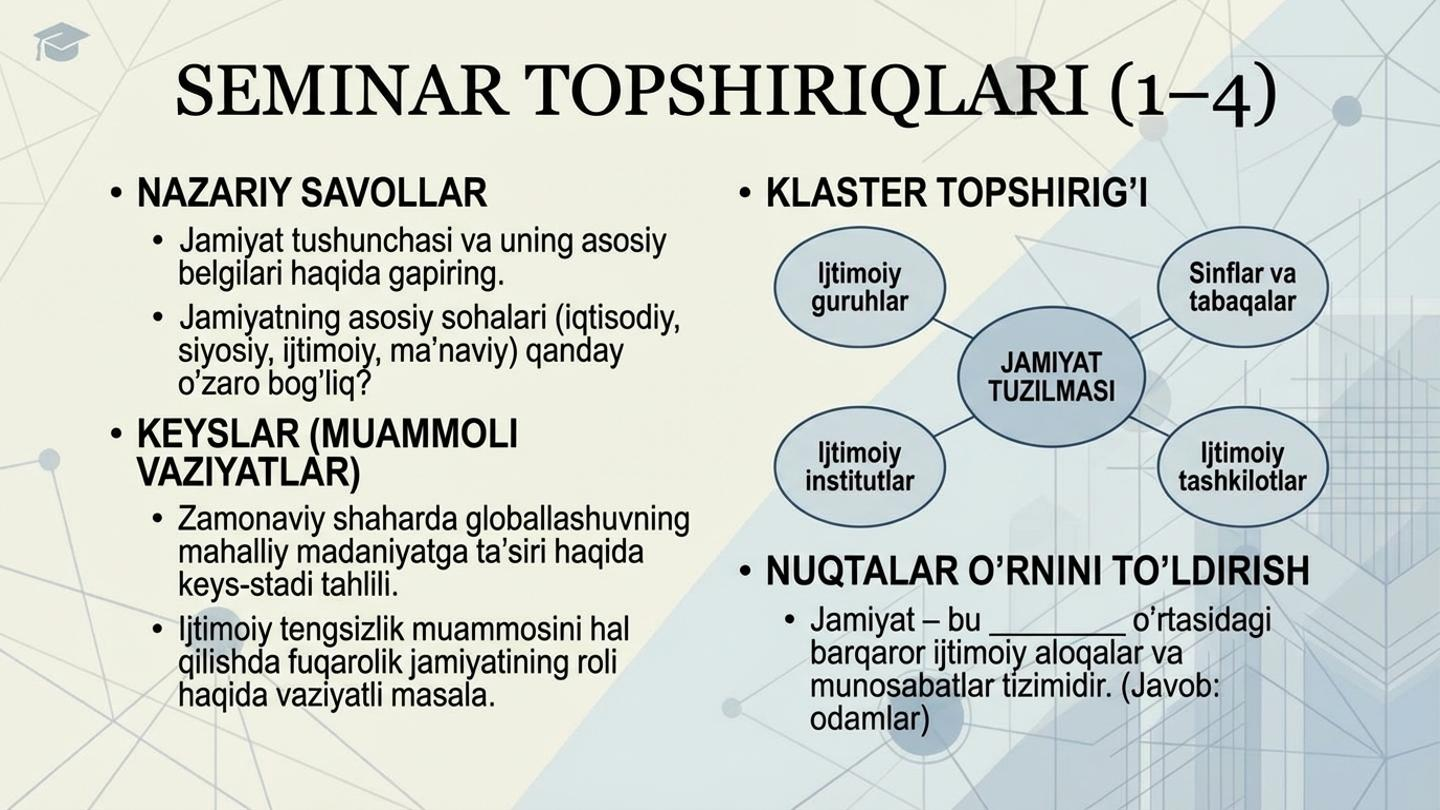 SEMINAR TOPSHIRIQLARI (1–4)
• NAZARIY SAVOLLAR
• Jamiyat tushunchasi va uning asosiy
belgilari haqida gapiring.
• Jamiyatning asosiy sohalari (iqtisodiy,
siyosiy, ijtimoiy, ma’naviy) qanday
o’zaro bog’liq?
• KEYSLAR (MUAMMOLI
VAZIYATLAR)
• Zamonaviy shaharda globallashuvning
mahalliy madaniyatga ta’siri haqida
keys-stadi tahlili.
• Ijtimoiy tengsizlik muammosini hal
qilishda fuqarolik jamiyatining roli
haqida vaziyatli masala.
• KLASTER TOPSHIRIG’I
Ijtimoiy
guruhlar
Sinflar va
tabaqalar
JAMIYAT
TUZILMASI
Ijtimoiy
institutlar
Ijtimoiy
tashkilotlar
• NUQTALAR O’RNINI TO’LDIRISH
• Jamiyat – bu ________ o’rtasidagi
barqaror ijtimoiy aloqalar va
munosabatlar tizimidir. (Javob:
odamlar)